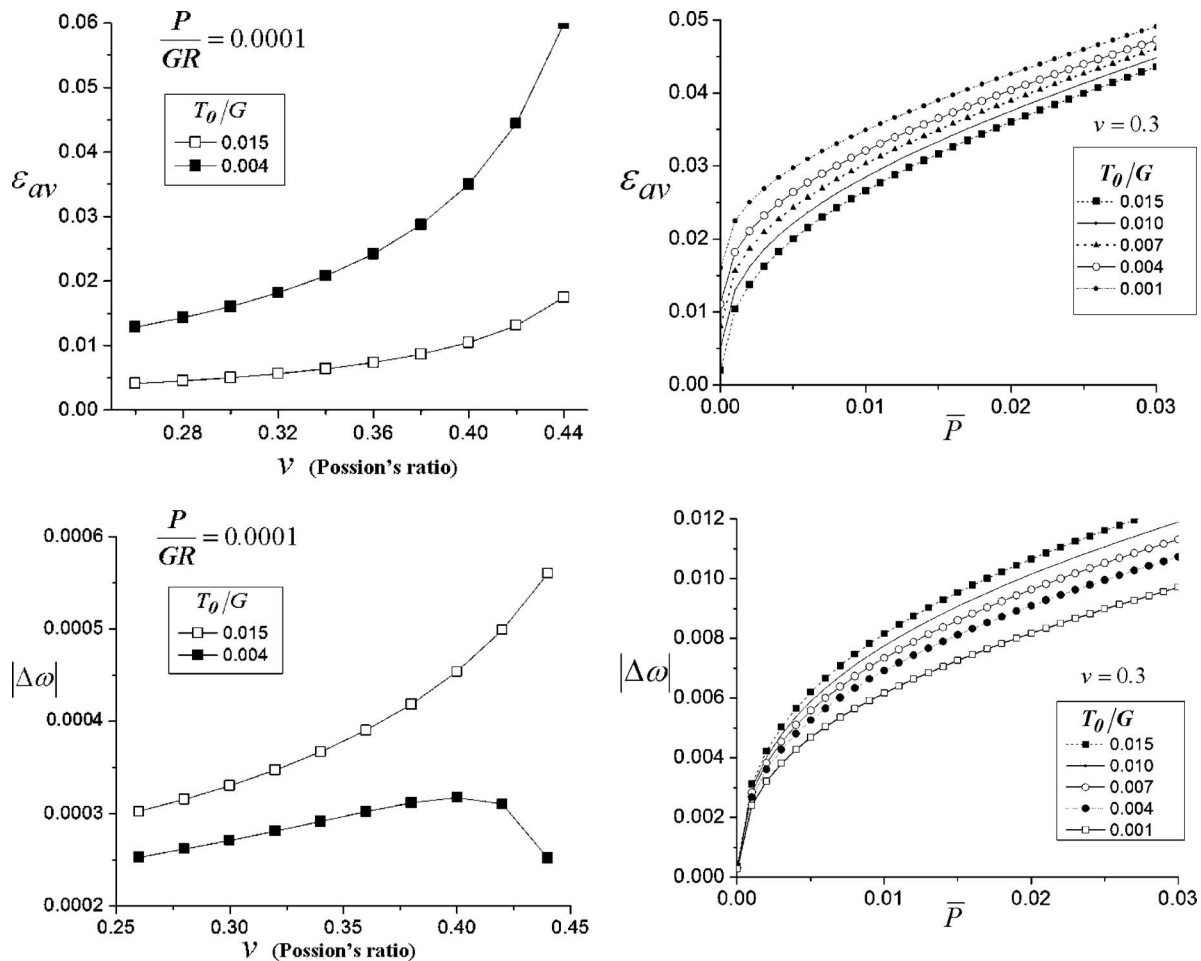 P/GR = 0.0001
T0/G
0.015
0.004
εav
0.06
0.05
0.04
0.03
0.02
0.01
0.00
0.28 0.32 0.36 0.40 0.44
ν (Possion's ratio)
εav
0.05
0.04
0.03
0.02
0.01
0.00
ν = 0.3
T0/G
0.015
0.010
0.007
0.004
0.001
0.00 0.01 0.02 0.03
P̅
P/GR = 0.0001
T0/G
0.015
0.004
|Δω|
0.0006
0.0005
0.0004
0.0003
0.0002
0.25 0.30 0.35 0.40 0.45
ν (Possion's ratio)
|Δω|
0.012
0.010
0.008
0.006
0.004
0.002
0.000
ν = 0.3
T0/G
0.015
0.010
0.007
0.004
0.001
0.00 0.01 0.02 0.03
P̅